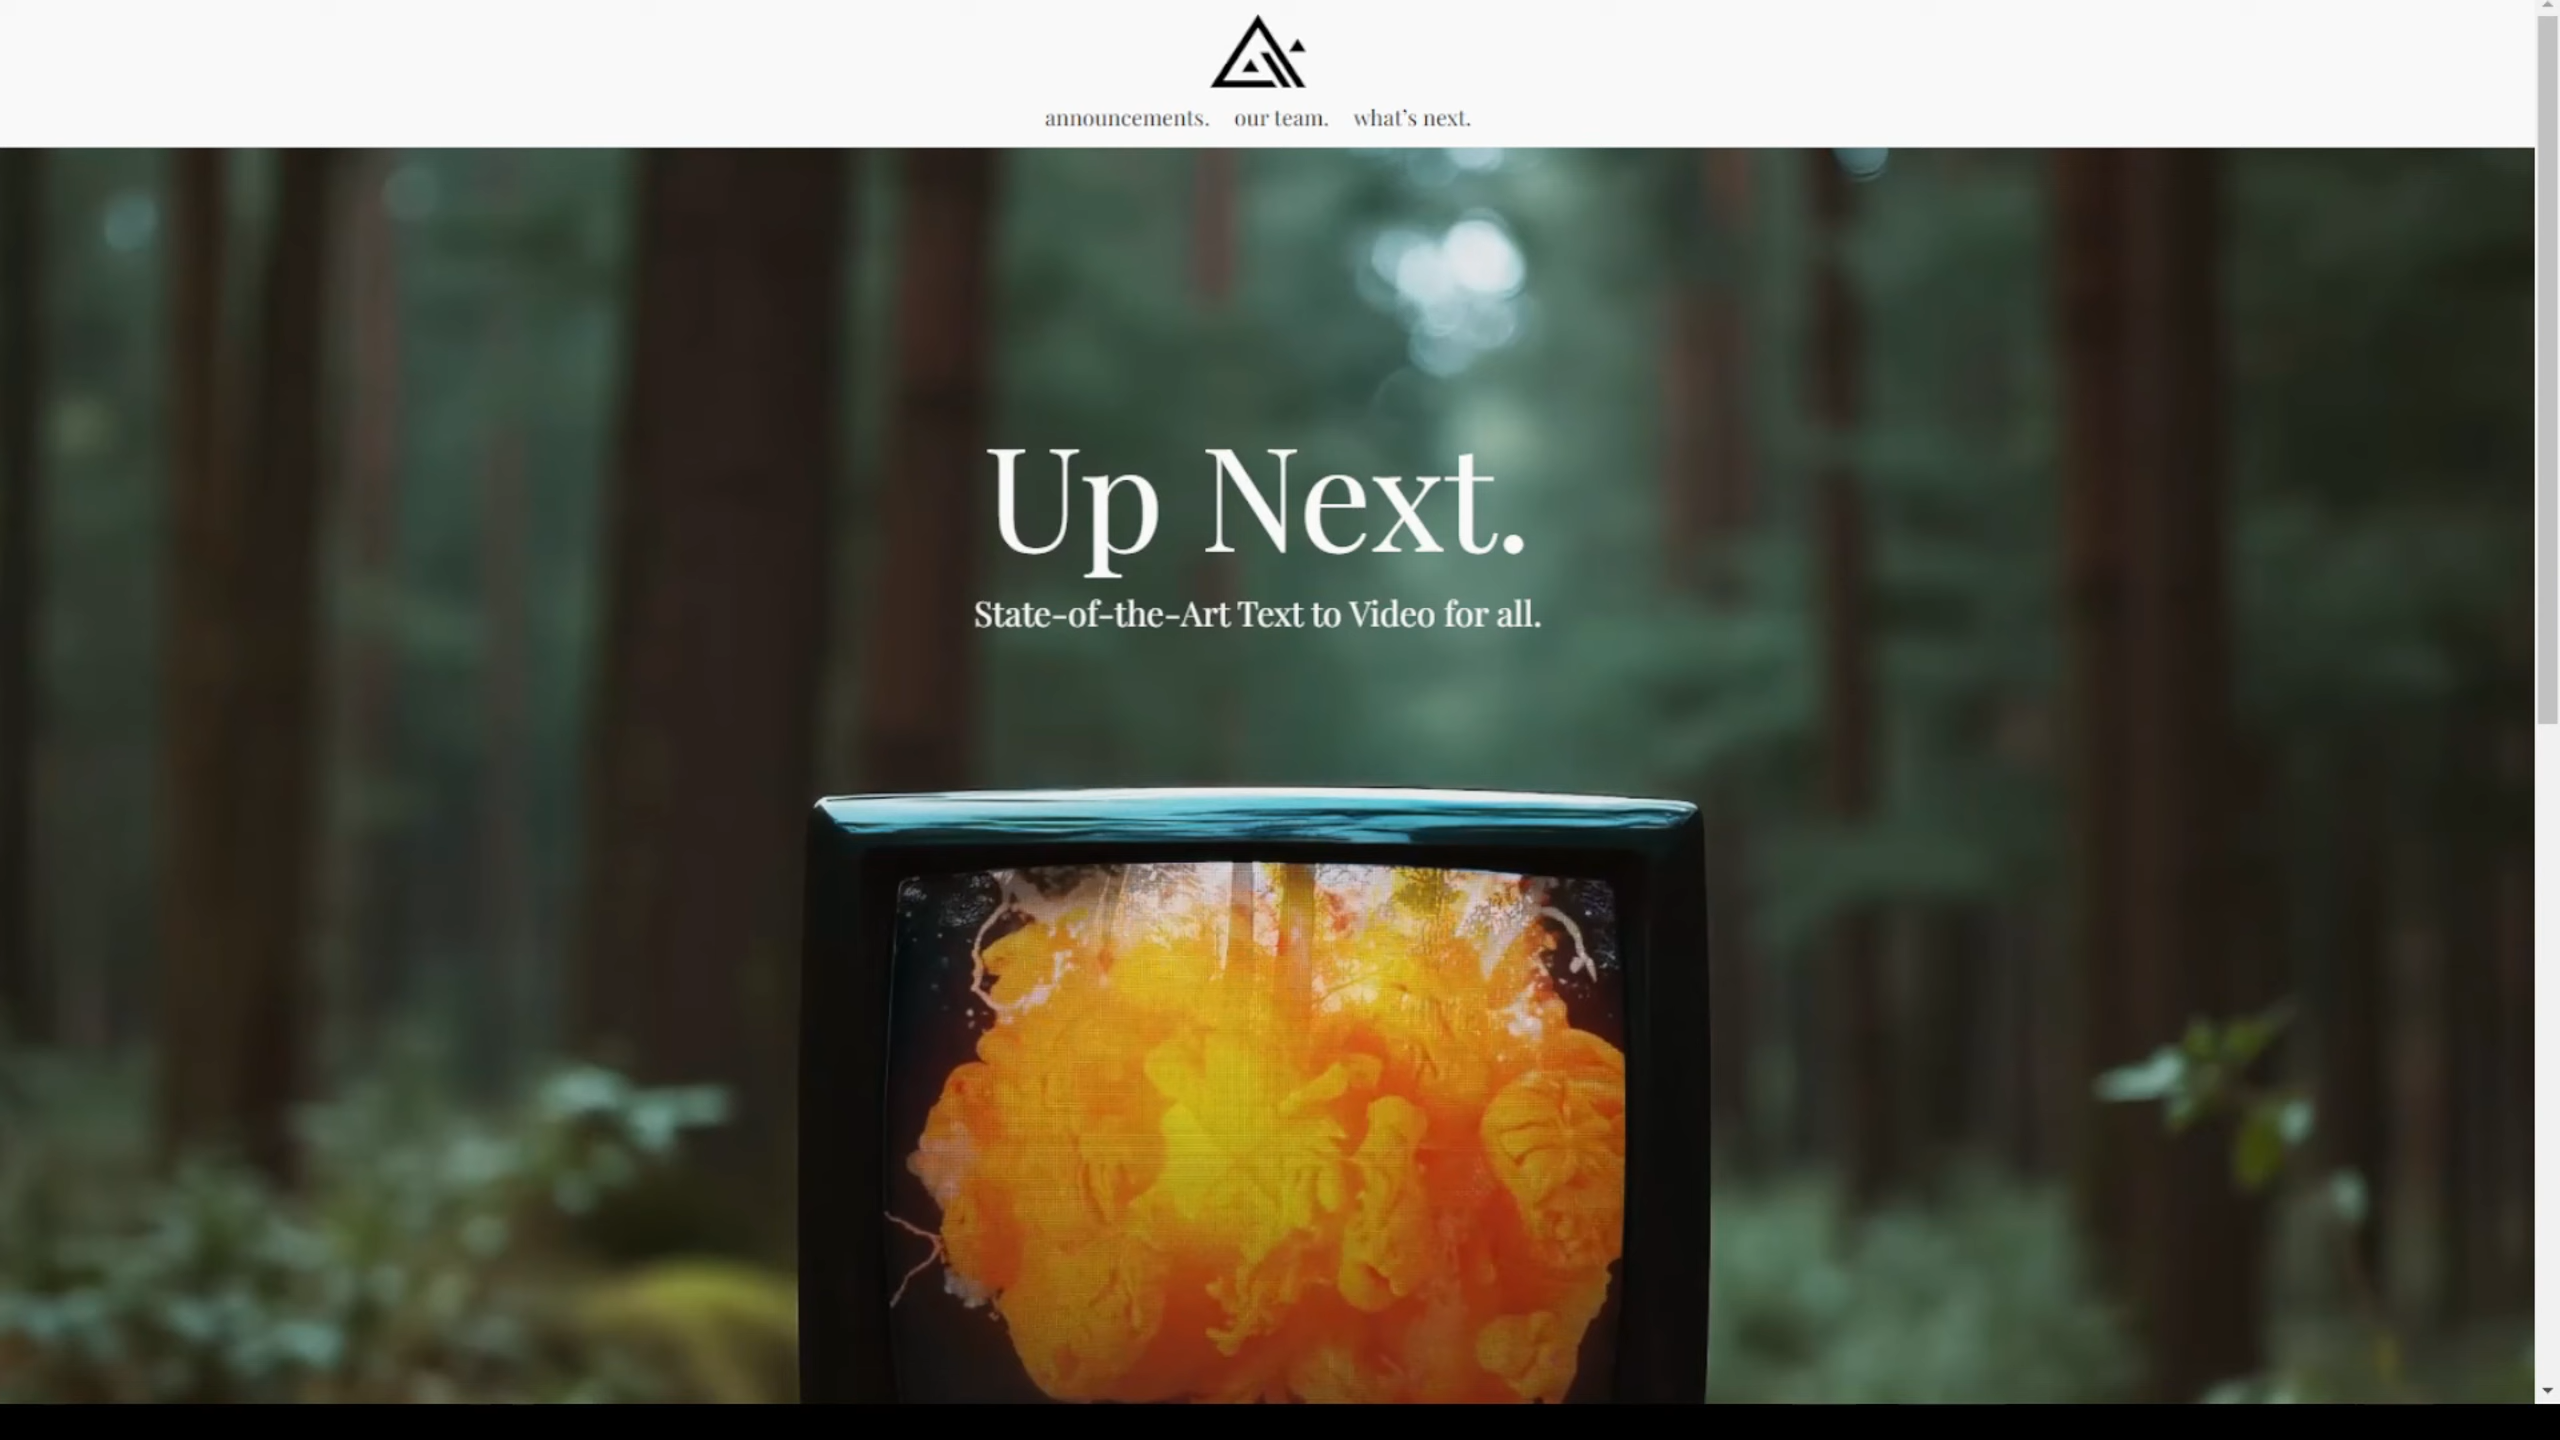 announcements. our team. what's next.
Up Next.
State-of-the-Art Text to Video for all.